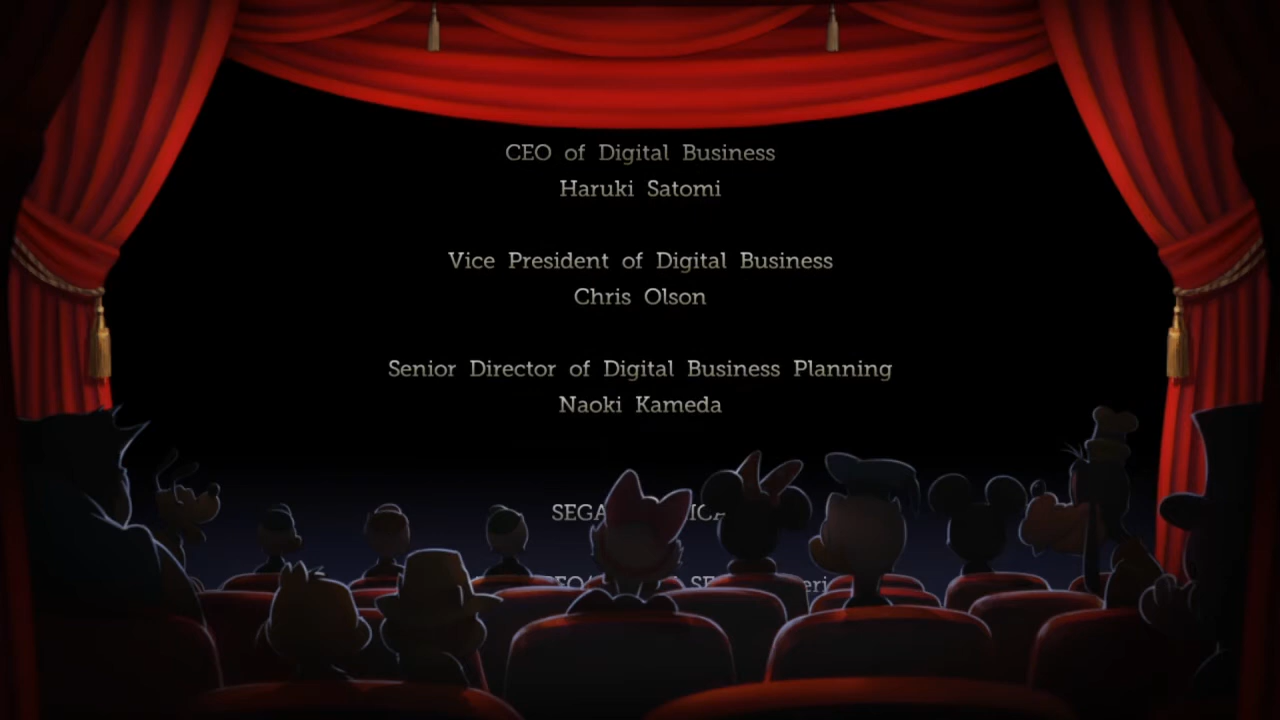 CEO of Digital Business
Haruki Satomi
Vice President of Digital Business
Chris Olson
Senior Director of Digital Business Planning
Naoki Kameda
SEGA